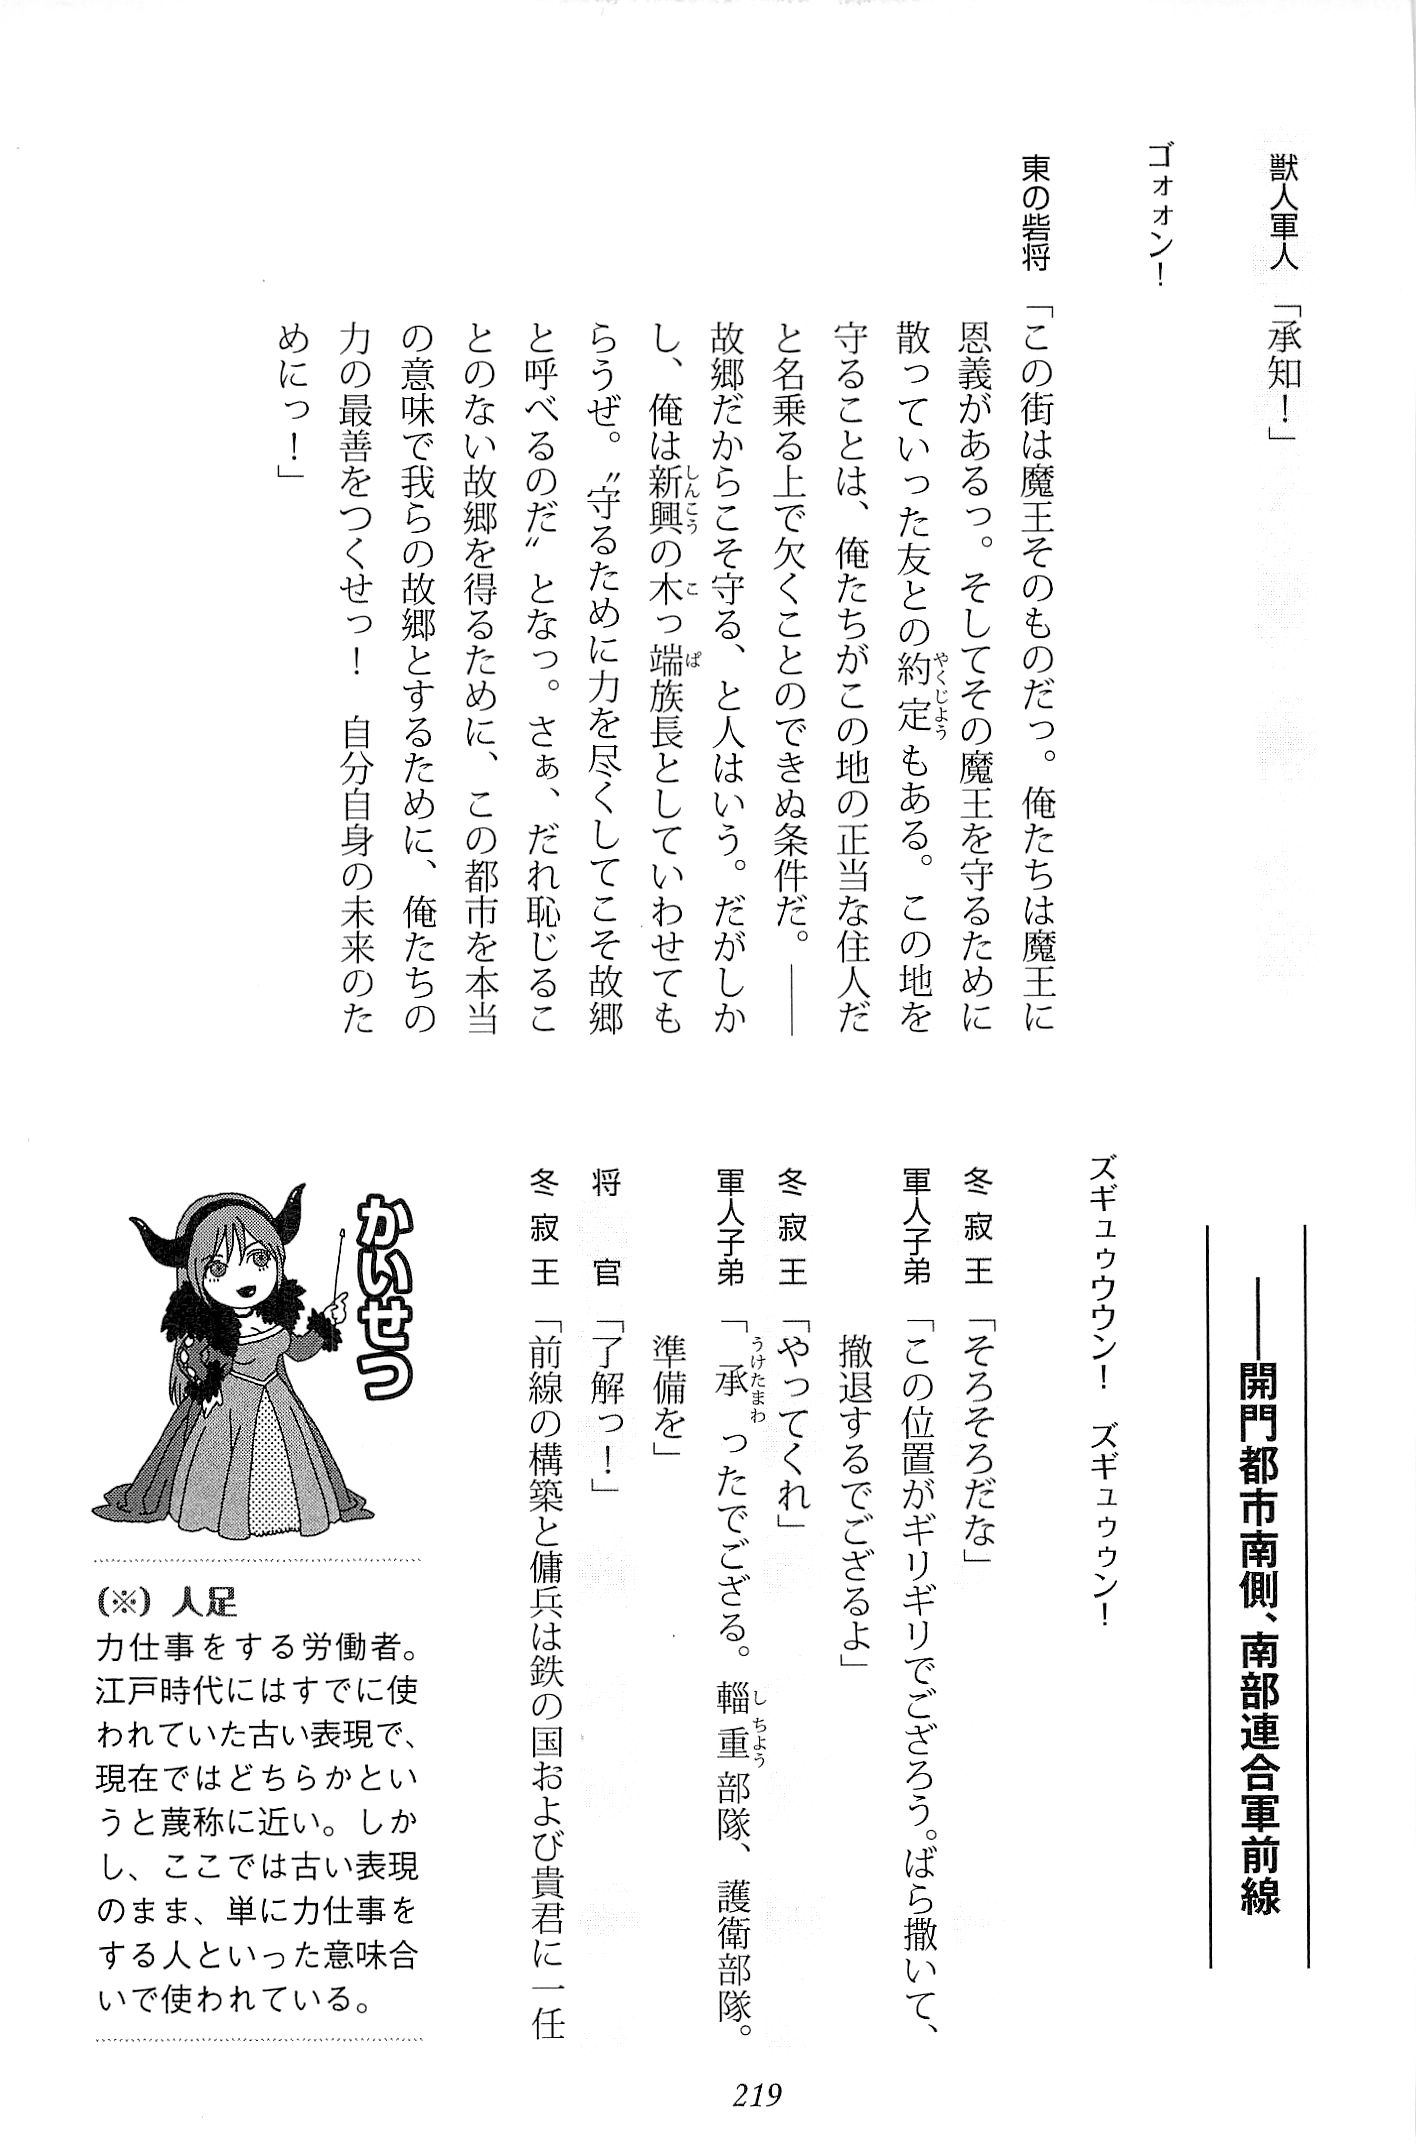 獣人軍人「承知！」
ゴォォン！
東の砦将「この街は魔王そのものだっ。俺たちは魔王に
恩義があるっ。そしてその魔王を守るために
散っていった友との約定もある。この地を
守ることは、俺たちがこの地の正当な住人だ
と名乗る上で欠くことのできぬ条件だ。――
故郷だからこそ守る、と人はいう。だがしか
し、俺は新興の木っ端族長としていわせても
らうぜ。〝守るために力を尽くしてこそ故郷
と呼べるのだ〟となっ。さぁ、だれ恥じるこ
とのない故郷を得るために、この都市を本当
の意味で我らの故郷とするために、俺たちの
力の最善をつくせっ！　自分自身の未来のた
めにっ！」
――開門都市南側、南部連合軍前線
ズギュゥウウン！　ズギュゥゥン！
冬寂王「そろそろだな」
軍人子弟「この位置がギリギリでござろう。ばら撒いて、
撤退するでござるよ」
冬寂王「やってくれ」
軍人子弟「承ったでござる。輜重部隊、護衛部隊。
準備を」
将官「了解っ！」
冬寂王「前線の構築と傭兵は鉄の国および貴君に一任
かいせつ
（※）人足
力仕事をする労働者。
江戸時代にはすでに使
われていた古い表現で、
現在ではどちらかとい
うと蔑称に近い。しか
し、ここでは古い表現
のまま、単に力仕事を
する人といった意味合
いで使われている。
219